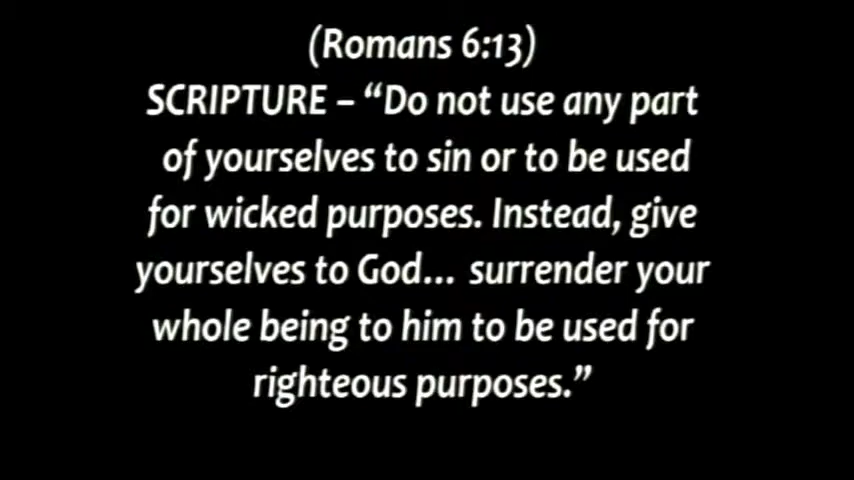 (Romans 6:13)
SCRIPTURE – “Do not use any part
of yourselves to sin or to be used
for wicked purposes. Instead, give
yourselves to God... surrender your
whole being to him to be used for
righteous purposes.”